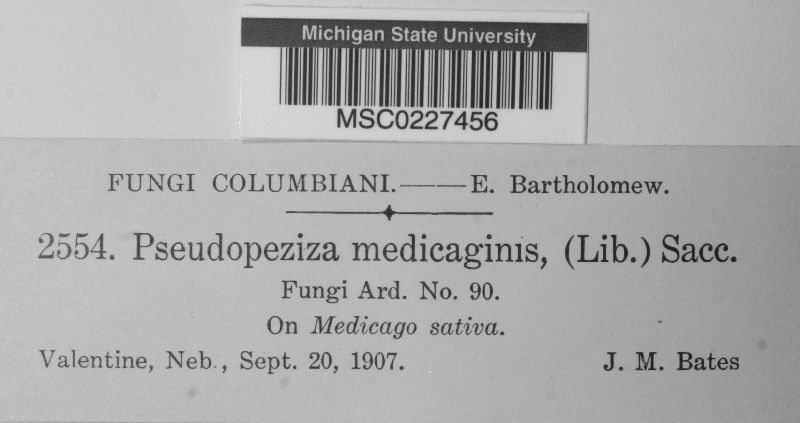 Michigan State University
MSC0227456
FUNGI COLUMBIANI.——E. Bartholomew.
2554. Pseudopeziza medicaginis, (Lib.) Sacc.
Fungi Ard. No. 90.
On Medicago sativa.
Valentine, Neb., Sept. 20, 1907. J. M. Bates